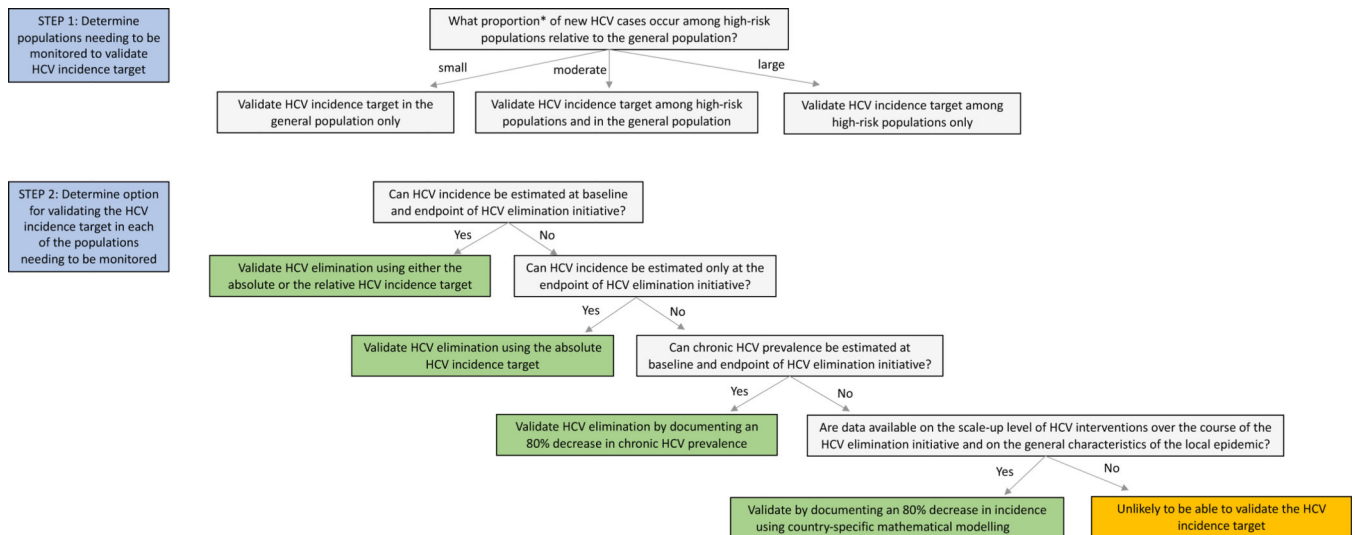 STEP 1: Determine
populations needing to be
monitored to validate
HCV incidence target
What proportion* of new HCV cases occur among high-risk
populations relative to the general population?
small
moderate
large
Validate HCV incidence target in the
general population only
Validate HCV incidence target among high-risk
populations and in the general population
Validate HCV incidence target among
high-risk populations only
STEP 2: Determine option
for validating the HCV
incidence target in each
of the populations
needing to be monitored
Can HCV incidence be estimated at baseline
and endpoint of HCV elimination initiative?
Yes
No
Validate HCV elimination using either the
absolute or the relative HCV incidence target
Can HCV incidence be estimated only at the
endpoint of HCV elimination initiative?
Yes
No
Validate HCV elimination using the absolute
HCV incidence target
Can chronic HCV prevalence be estimated at
baseline and endpoint of HCV elimination initiative?
Yes
No
Validate HCV elimination by documenting an
80% decrease in chronic HCV prevalence
Are data available on the scale-up level of HCV interventions over the course of the
HCV elimination initiative and on the general characteristics of the local epidemic?
Yes
No
Validate by documenting an 80% decrease in incidence
using country-specific mathematical modelling
Unlikely to be able to validate the HCV
incidence target